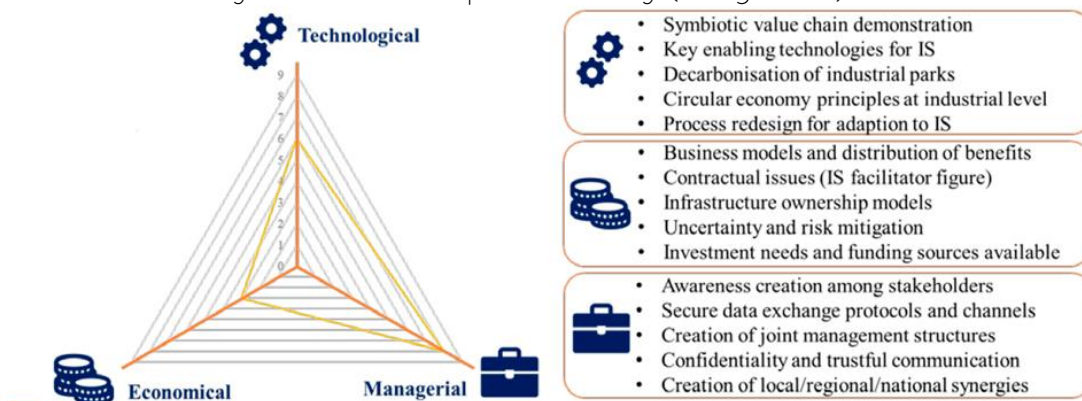 Technological
9
8
7
6
5
4
3
2
1
0
Economical
Managerial
• Symbiotic value chain demonstration
• Key enabling technologies for IS
• Decarbonisation of industrial parks
• Circular economy principles at industrial level
• Process redesign for adaption to IS
• Business models and distribution of benefits
• Contractual issues (IS facilitator figure)
• Infrastructure ownership models
• Uncertainty and risk mitigation
• Investment needs and funding sources available
• Awareness creation among stakeholders
• Secure data exchange protocols and channels
• Creation of joint management structures
• Confidentiality and trustful communication
• Creation of local/regional/national synergies